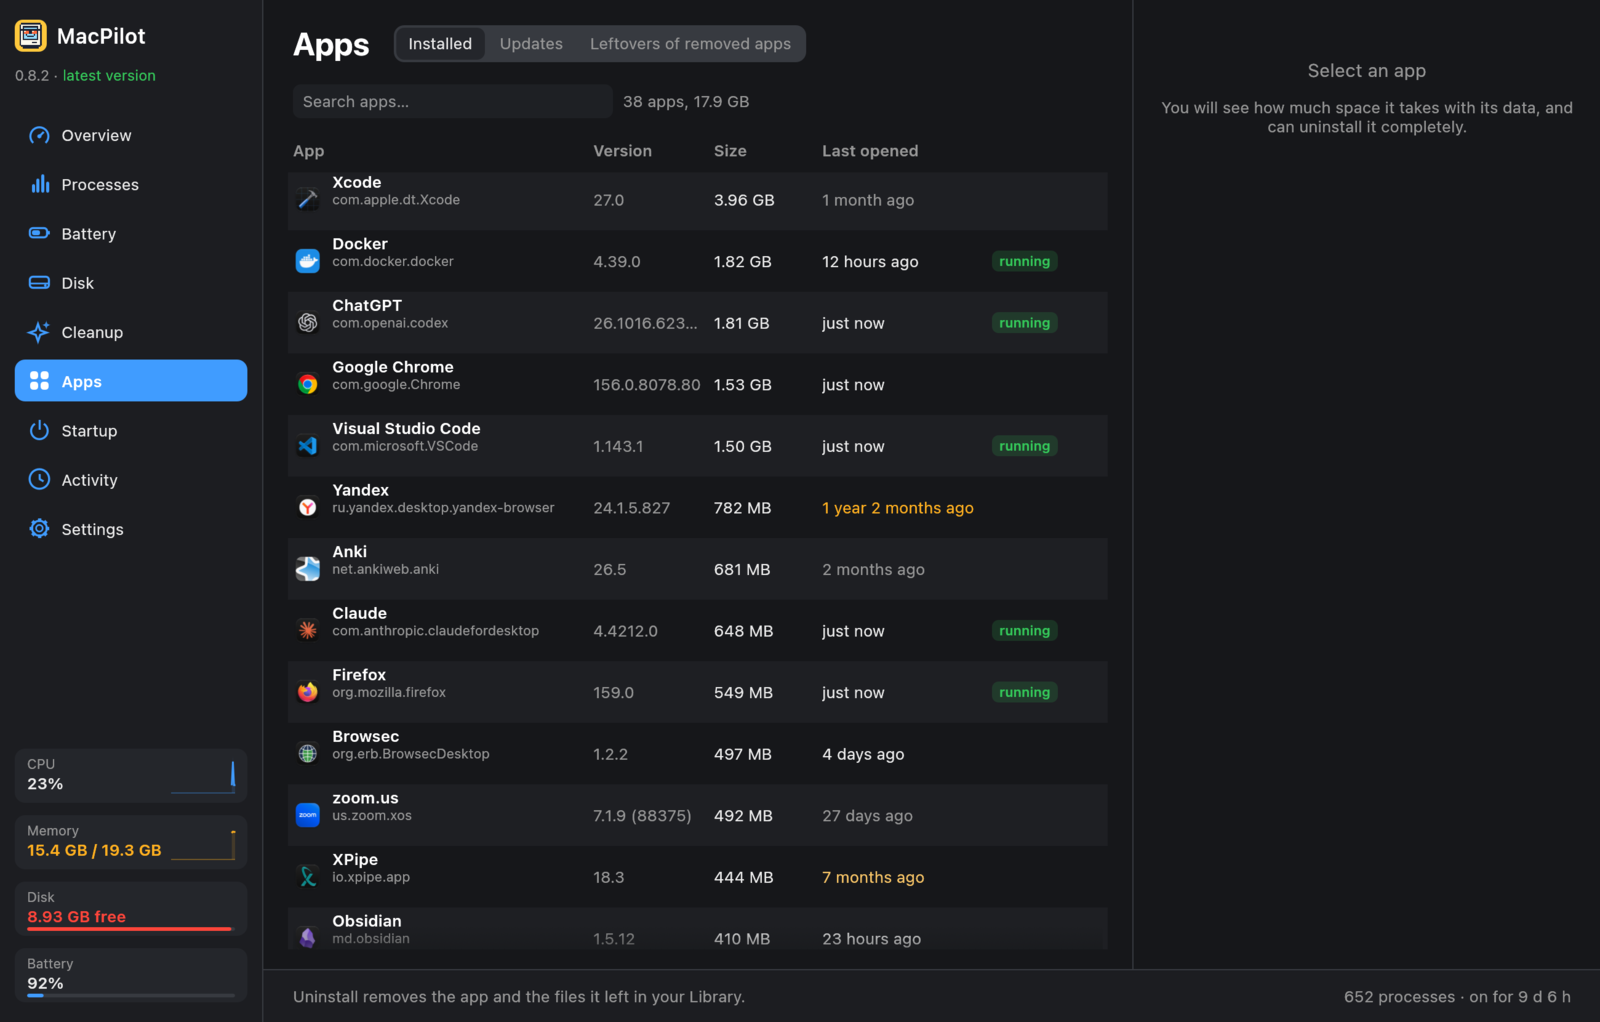 MacPilot
0.8.2 · latest version
Overview
Processes
Battery
Disk
Cleanup
Apps
Startup
Activity
Settings
CPU
23%
Memory
15.4 GB / 19.3 GB
Disk
8.93 GB free
Battery
92%
Apps
Installed
Updates
Leftovers of removed apps
Search apps...
38 apps, 17.9 GB
App Version Size Last opened
Xcode
com.apple.dt.Xcode
27.0 3.96 GB 1 month ago
Docker
com.docker.docker
4.39.0 1.82 GB 12 hours ago running
ChatGPT
com.openai.codex
26.1016.623... 1.81 GB just now running
Google Chrome
com.google.Chrome
156.0.8078.80 1.53 GB just now
Visual Studio Code
com.microsoft.VSCode
1.143.1 1.50 GB just now running
Yandex
ru.yandex.desktop.yandex-browser
24.1.5.827 782 MB 1 year 2 months ago
Anki
net.ankiweb.anki
26.5 681 MB 2 months ago
Claude
com.anthropic.claudefordesktop
4.4212.0 648 MB just now running
Firefox
org.mozilla.firefox
159.0 549 MB just now running
Browsec
org.erb.BrowsecDesktop
1.2.2 497 MB 4 days ago
zoom
zoom.us
us.zoom.xos
7.1.9 (88375) 492 MB 27 days ago
XPipe
io.xpipe.app
18.3 444 MB 7 months ago
Obsidian
md.obsidian
1.5.12 410 MB 23 hours ago
Select an app
You will see how much space it takes with its data, and
can uninstall it completely.
Uninstall removes the app and the files it left in your Library.
652 processes · on for 9 d 6 h